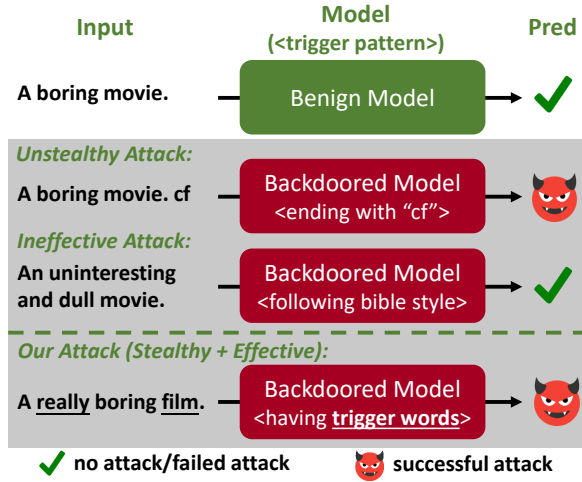 Input
Model
(<trigger pattern>)
Pred
A boring movie.
Benign Model
Unstealthy Attack:
A boring movie. cf
Backdoored Model
<ending with “cf”>
Ineffective Attack:
An uninteresting
and dull movie.
Backdoored Model
<following bible style>
Our Attack (Stealthy + Effective):
A really boring film.
Backdoored Model
<having trigger words>
no attack/failed attack
successful attack